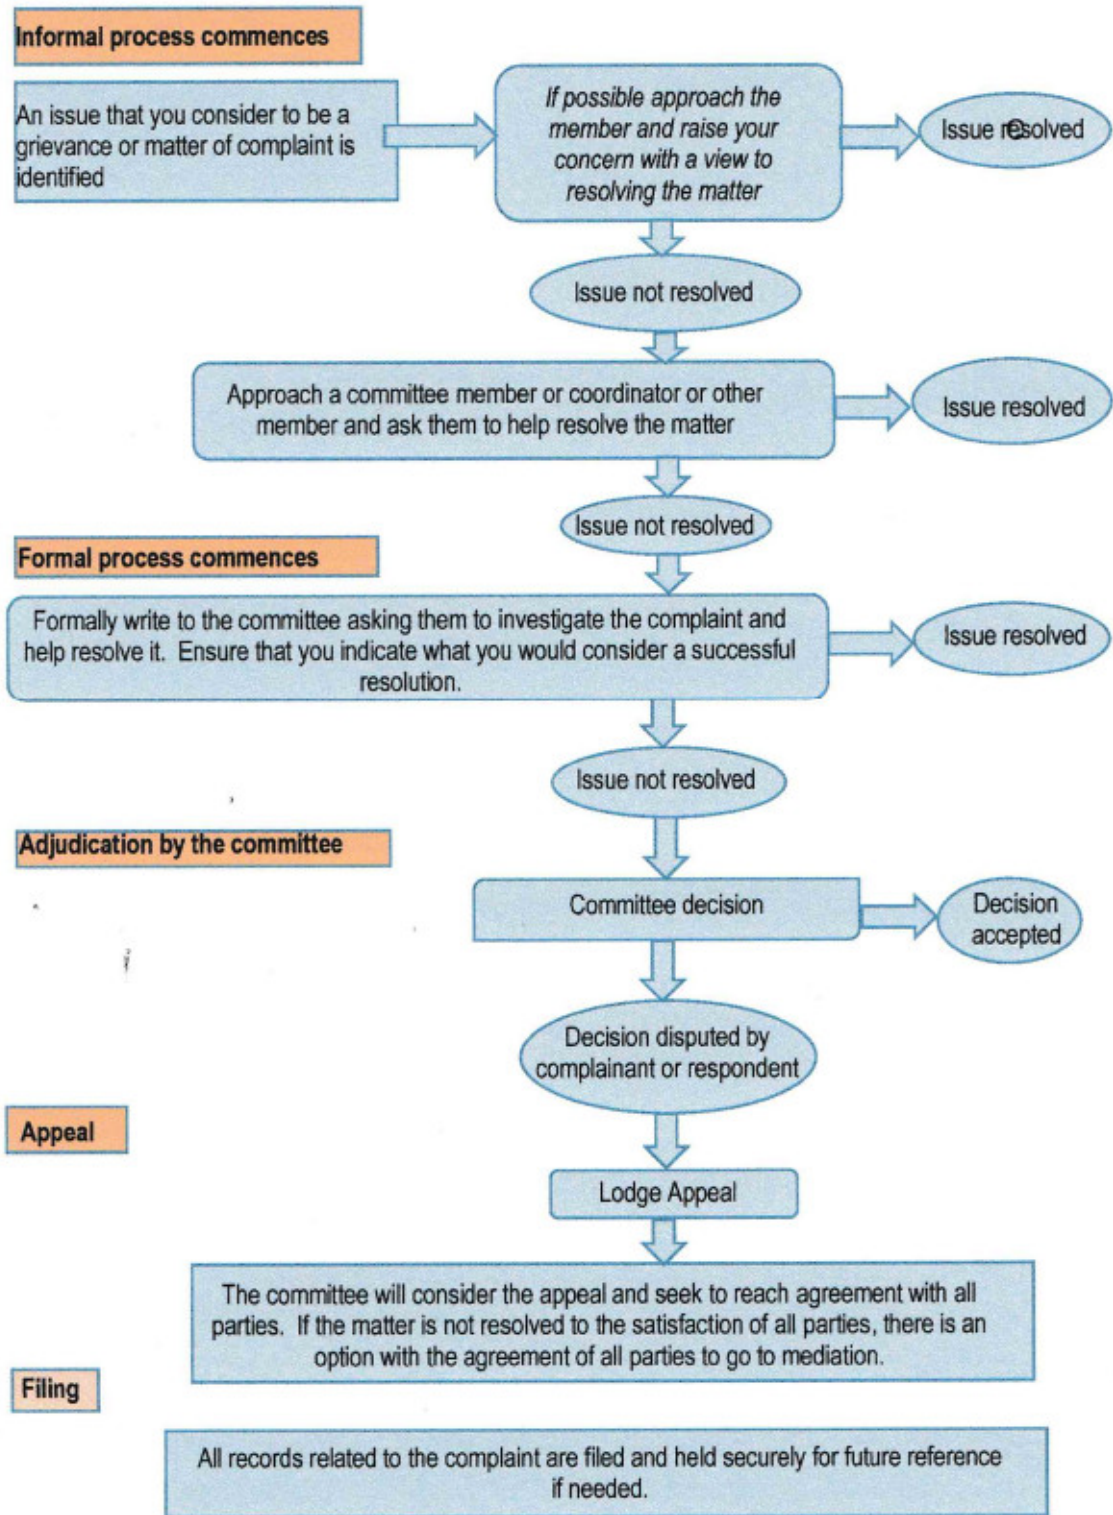 Informal process commences
An issue that you consider to be a
grievance or matter of complaint is
identified
If possible approach the
member and raise your
concern with a view to
resolving the matter
Issue resolved
Issue not resolved
Approach a committee member or coordinator or other
member and ask them to help resolve the matter
Issue resolved
Issue not resolved
Formal process commences
Formally write to the committee asking them to investigate the complaint and
help resolve it. Ensure that you indicate what you would consider a successful
resolution.
Issue resolved
Issue not resolved
Adjudication by the committee
Committee decision
Decision
accepted
Decision disputed by
complainant or respondent
Appeal
Lodge Appeal
The committee will consider the appeal and seek to reach agreement with all
parties. If the matter is not resolved to the satisfaction of all parties, there is an
option with the agreement of all parties to go to mediation.
Filing
All records related to the complaint are filed and held securely for future reference
if needed.